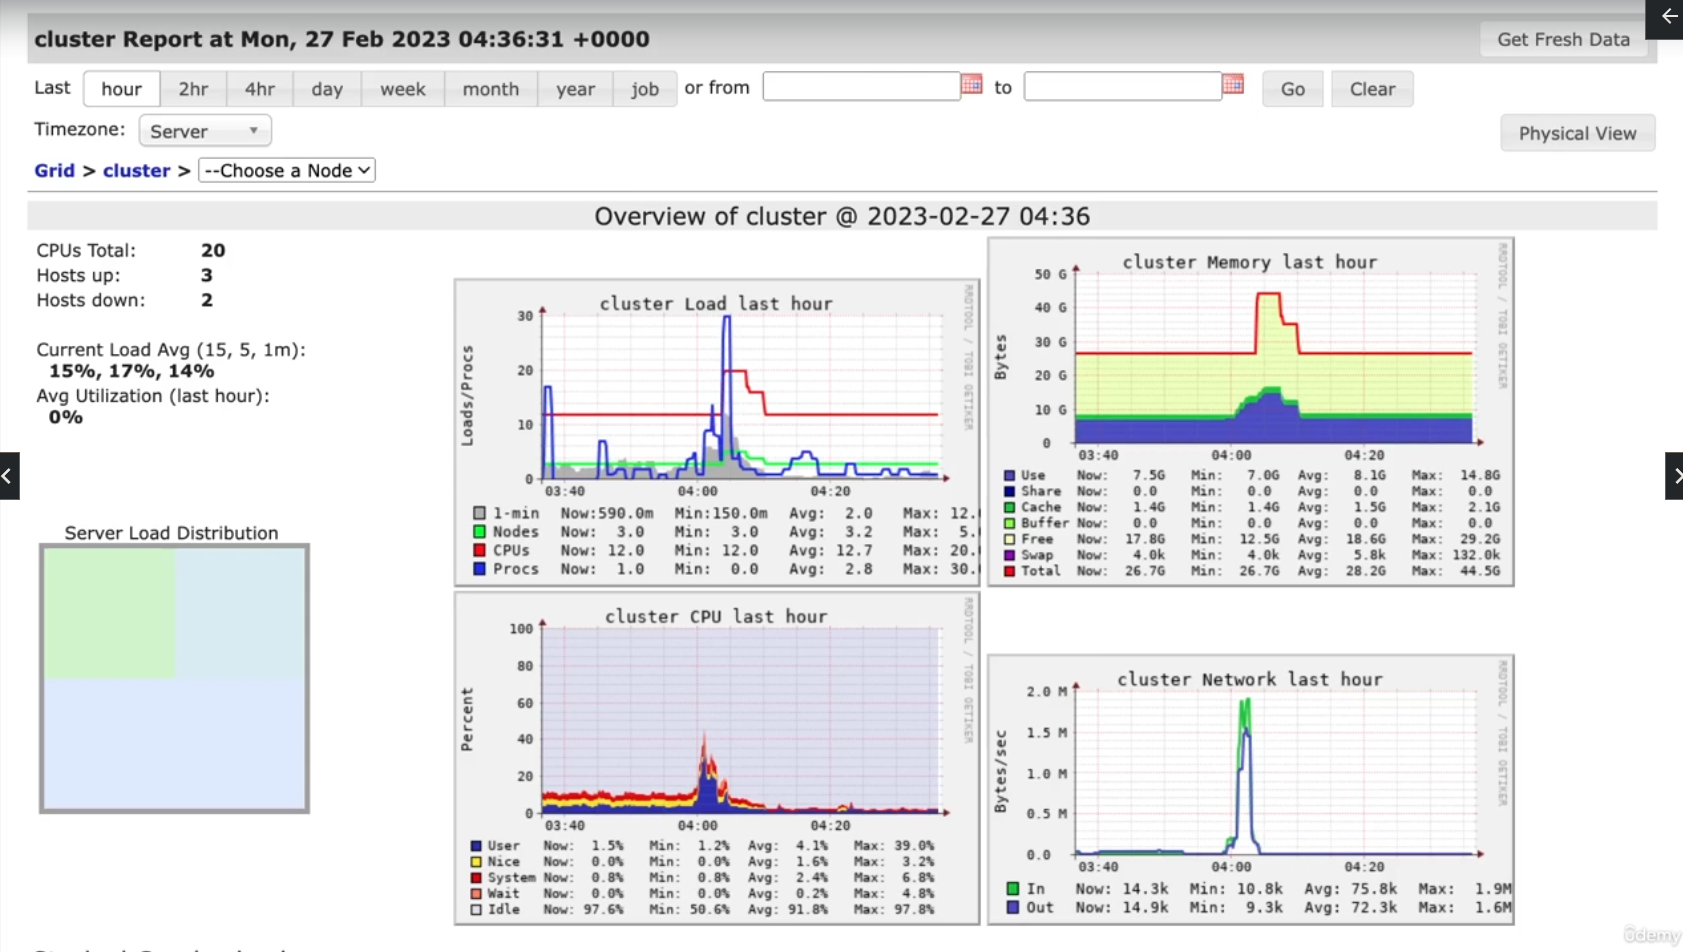 cluster Report at Mon, 27 Feb 2023 04:36:31 +0000
Get Fresh Data
Last hour 2hr 4hr day week month year job or from to Go Clear
Timezone: Server
Physical View
Grid > cluster > --Choose a Node
Overview of cluster @ 2023-02-27 04:36
CPUs Total: 20
Hosts up: 3
Hosts down: 2
Current Load Avg (15, 5, 1m):
15%, 17%, 14%
Avg Utilization (last hour):
0%
Server Load Distribution
cluster Load last hour
RRDTOOL / TOBI OETIKER
Loads/Procs
30
20
10
0
03:40 04:00 04:20
1-min Now:590.0m Min:150.0m Avg: 2.0 Max: 12.
Nodes Now: 3.0 Min: 3.0 Avg: 3.2 Max: 5.
CPUs Now: 12.0 Min: 12.0 Avg: 12.7 Max: 20.
Procs Now: 1.0 Min: 0.0 Avg: 2.8 Max: 30.
cluster Memory last hour
RRDTOOL / TOBI OETIKER
Bytes
50 G
40 G
30 G
20 G
10 G
0
03:40 04:00 04:20
Use Now: 7.5G Min: 7.0G Avg: 8.1G Max: 14.8G
Share Now: 0.0 Min: 0.0 Avg: 0.0 Max: 0.0
Cache Now: 1.4G Min: 1.4G Avg: 1.5G Max: 2.1G
Buffer Now: 0.0 Min: 0.0 Avg: 0.0 Max: 0.0
Free Now: 17.8G Min: 12.5G Avg: 18.6G Max: 29.2G
Swap Now: 4.0k Min: 4.0k Avg: 5.8k Max: 132.0k
Total Now: 26.7G Min: 26.7G Avg: 28.2G Max: 44.5G
cluster CPU last hour
RRDTOOL / TOBI OETIKER
Percent
100
80
60
40
20
0
03:40 04:00 04:20
User Now: 1.5% Min: 1.2% Avg: 4.1% Max: 39.0%
Nice Now: 0.0% Min: 0.0% Avg: 1.6% Max: 3.2%
System Now: 0.8% Min: 0.8% Avg: 2.4% Max: 6.8%
Wait Now: 0.0% Min: 0.0% Avg: 0.2% Max: 4.8%
Idle Now: 97.6% Min: 50.6% Avg: 91.8% Max: 97.8%
cluster Network last hour
RRDTOOL / TOBI OETIKER
Bytes/sec
2.0 M
1.5 M
1.0 M
0.5 M
0.0
03:40 04:00 04:20
In Now: 14.3k Min: 10.8k Avg: 75.8k Max: 1.9M
Out Now: 14.9k Min: 9.3k Avg: 72.3k Max: 1.6M
ûdemy